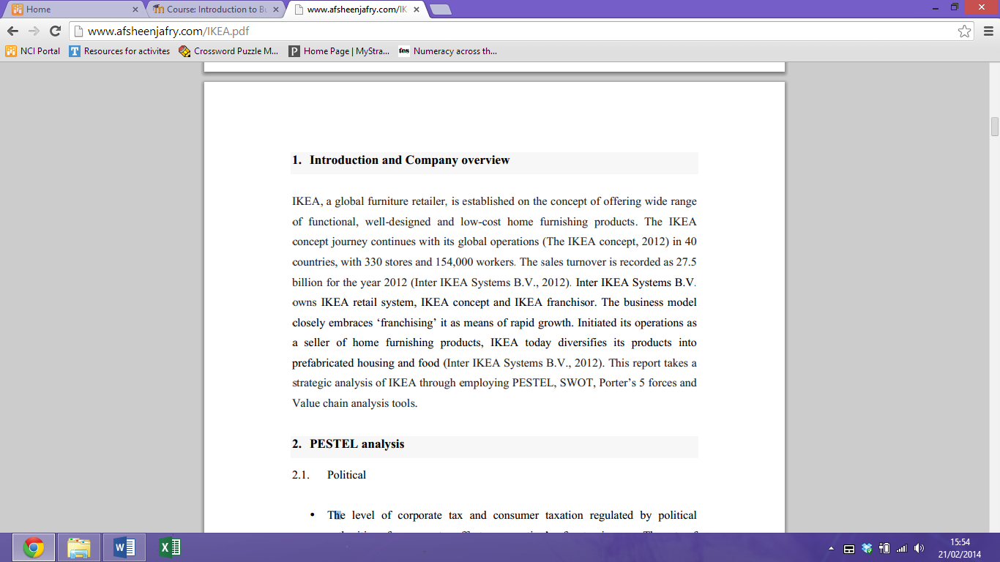 Home
Course: Introduction to Bu
www.afsheenjafry.com/IK
www.afsheenjafry.com/IKEA.pdf
NCI Portal
Resources for activites
Crossword Puzzle M...
Home Page | MyStra...
tes
Numeracy across th...
1. Introduction and Company overview
IKEA, a global furniture retailer, is established on the concept of offering wide range
of functional, well-designed and low-cost home furnishing products. The IKEA
concept journey continues with its global operations (The IKEA concept, 2012) in 40
countries, with 330 stores and 154,000 workers. The sales turnover is recorded as 27.5
billion for the year 2012 (Inter IKEA Systems B.V., 2012). Inter IKEA Systems B.V.
owns IKEA retail system, IKEA concept and IKEA franchisor. The business model
closely embraces ‘franchising’ it as means of rapid growth. Initiated its operations as
a seller of home furnishing products, IKEA today diversifies its products into
prefabricated housing and food (Inter IKEA Systems B.V., 2012). This report takes a
strategic analysis of IKEA through employing PESTEL, SWOT, Porter’s 5 forces and
Value chain analysis tools.
2. PESTEL analysis
2.1. Political
• The level of corporate tax and consumer taxation regulated by political
15:54
21/02/2014